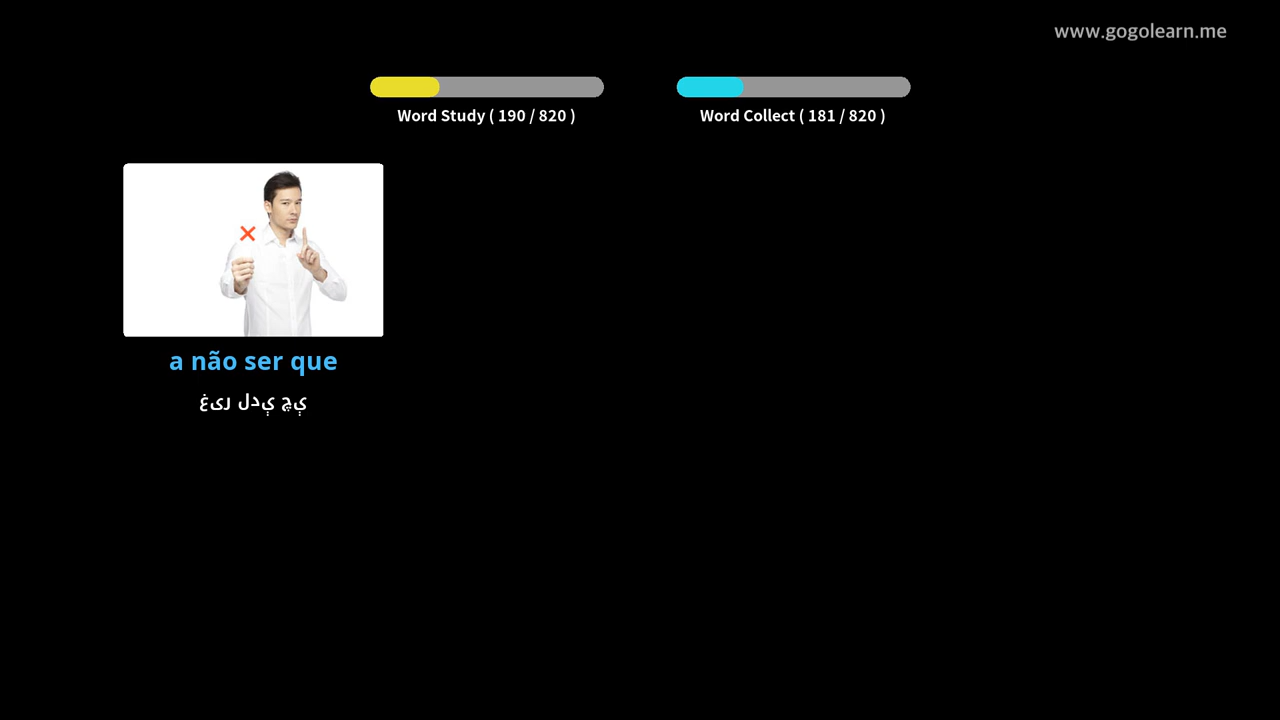 www.gogolearn.me
Word Study ( 190 / 820 )
Word Collect ( 181 / 820 )
a não ser que
غیر لدې چې